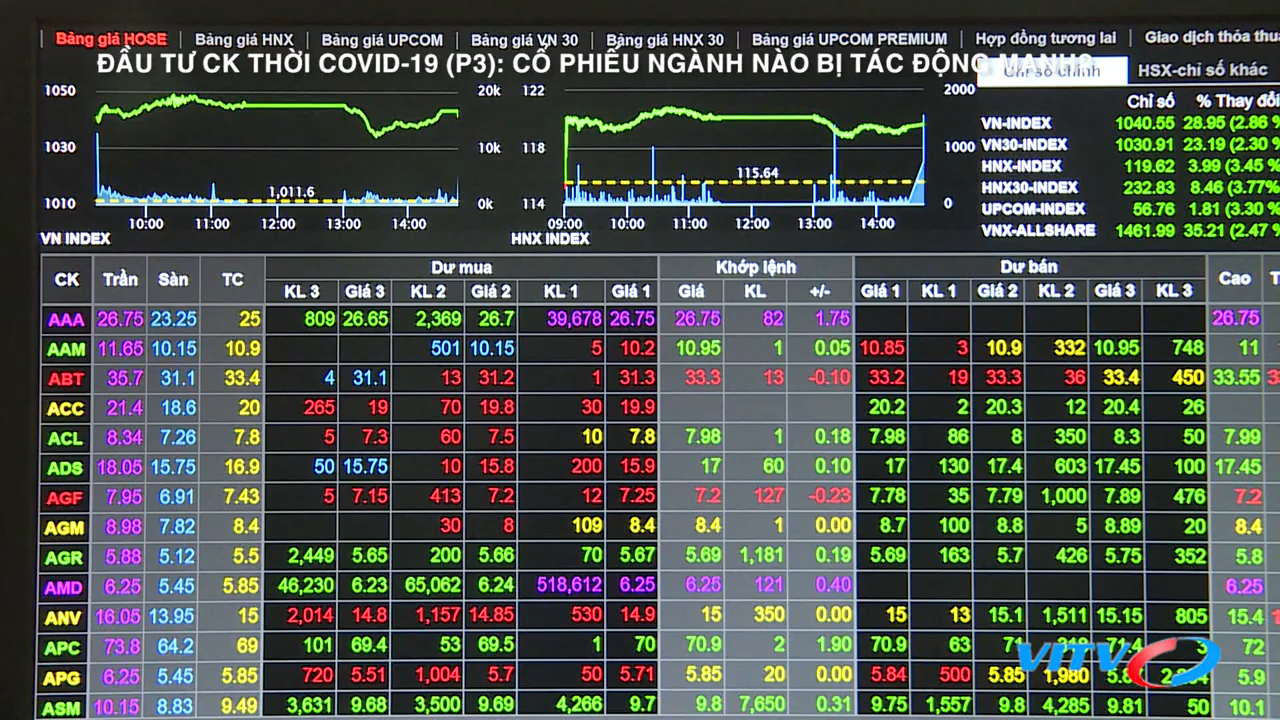 Bảng giá HOSE | Bảng giá HNX | Bảng giá UPCOM | Bảng giá VN 30 | Bảng giá HNX 30 | Bảng giá UPCOM PREMIUM | Hợp đồng tương lai | Giao dịch thỏa thuậ
ĐẦU TƯ CK THỜI COVID-19 (P3): CỔ PHIẾU NGÀNH NÀO BỊ TÁC ĐỘNG MẠNH?
Chỉ số chính HSX-chỉ số khác
1050 20k 122 2000
1030 10k 118 1000
1010 0k 114 0
1,011.6 115.64
10:00 11:00 12:00 13:00 14:00
09:00 10:00 11:00 12:00 13:00 14:00
VN INDEX HNX INDEX
Chỉ số % Thay đổi
VN-INDEX 1040.55 28.95 (2.86 %
VN30-INDEX 1030.91 23.19 (2.30 %
HNX-INDEX 119.62 3.99 (3.45 %
HNX30-INDEX 232.83 8.46 (3.77%
UPCOM-INDEX 56.76 1.81 (3.30 %
VNX-ALLSHARE 1461.99 35.21 (2.47 %
CK Trần Sàn TC Dư mua Khớp lệnh Dư bán Cao T
KL 3 Giá 3 KL 2 Giá 2 KL 1 Giá 1 Giá KL +/- Giá 1 KL 1 Giá 2 KL 2 Giá 3 KL 3
AAA 26.75 23.25 25 809 26.65 2,369 26.7 39,678 26.75 26.75 82 1.75 26.75
AAM 11.65 10.15 10.9 501 10.15 5 10.2 10.95 1 0.05 10.85 3 10.9 332 10.95 748 11
ABT 35.7 31.1 33.4 4 31.1 13 31.2 1 31.3 33.3 13 -0.10 33.2 19 33.3 36 33.4 450 33.55
ACC 21.4 18.6 20 265 19 70 19.8 30 19.9 20.2 2 20.3 12 20.4 26
ACL 8.34 7.26 7.8 5 7.3 60 7.5 10 7.8 7.98 1 0.18 7.98 86 8 350 8.3 50 7.99
ADS 18.05 15.75 16.9 50 15.75 10 15.8 200 15.9 17 60 0.10 17 130 17.4 603 17.45 100 17.45
AGF 7.95 6.91 7.43 5 7.15 413 7.2 12 7.25 7.2 127 -0.23 7.78 35 7.79 1,000 7.89 476 7.2
AGM 8.98 7.82 8.4 30 8 109 8.4 8.4 1 0.00 8.7 100 8.8 5 8.89 20 8.4
AGR 5.88 5.12 5.5 2,449 5.65 200 5.66 70 5.67 5.69 1,181 0.19 5.69 163 5.7 426 5.75 352 5.8
AMD 6.25 5.45 5.85 46,230 6.23 65,062 6.24 518,612 6.25 6.25 121 0.40 6.25
ANV 16.05 13.95 15 2,014 14.8 1,157 14.85 530 14.9 15 350 0.00 15 13 15.1 1,511 15.15 805 15.4
APC 73.8 64.2 69 101 69.4 53 69.5 1 70 70.9 2 1.90 70.9 63 71 71.4 3 72
APG 6.25 5.45 5.85 720 5.51 1,004 5.7 50 5.71 5.85 20 0.00 5.84 500 5.85 1,980 5.9
ASM 10.15 8.83 9.49 3,631 9.68 3,500 9.69 4,266 9.7 9.8 7,650 0.31 9.75 1,557 9.8 4,285 9.81 50 10.1
VITV